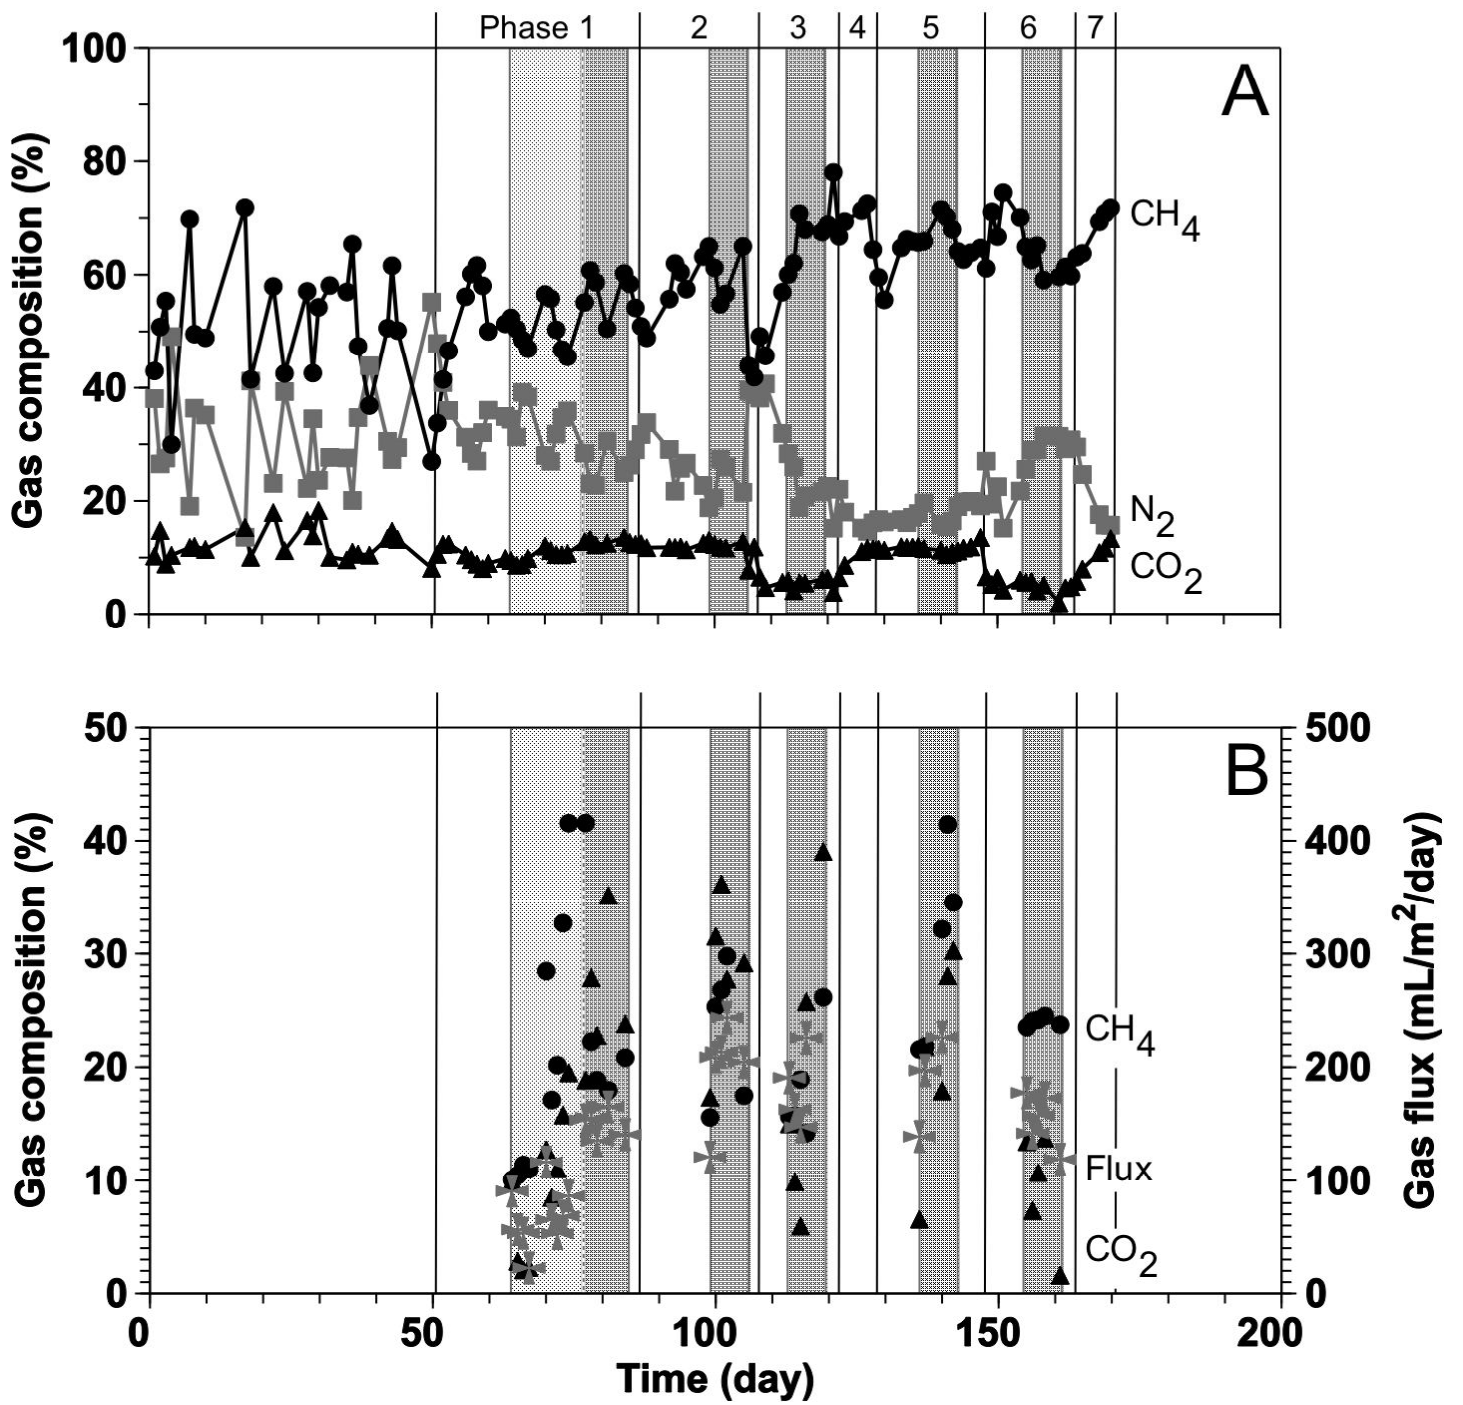 Phase 1 2 3 4 5 6 7
A
Gas composition (%)
100
80
60
40
20
0
CH4
N2
CO2
B
Gas composition (%)
50
40
30
20
10
0
500
400
300
200
100
0
Gas flux (mL/m2/day)
CH4
Flux
CO2
0 50 100 150 200
Time (day)